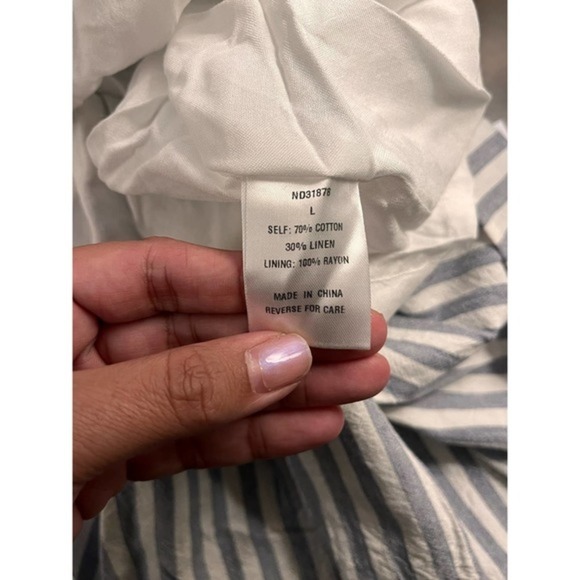 ND31878
L
SELF: 70% COTTON
30% LINEN
LINING: 100% RAYON
MADE IN CHINA
REVERSE FOR CARE